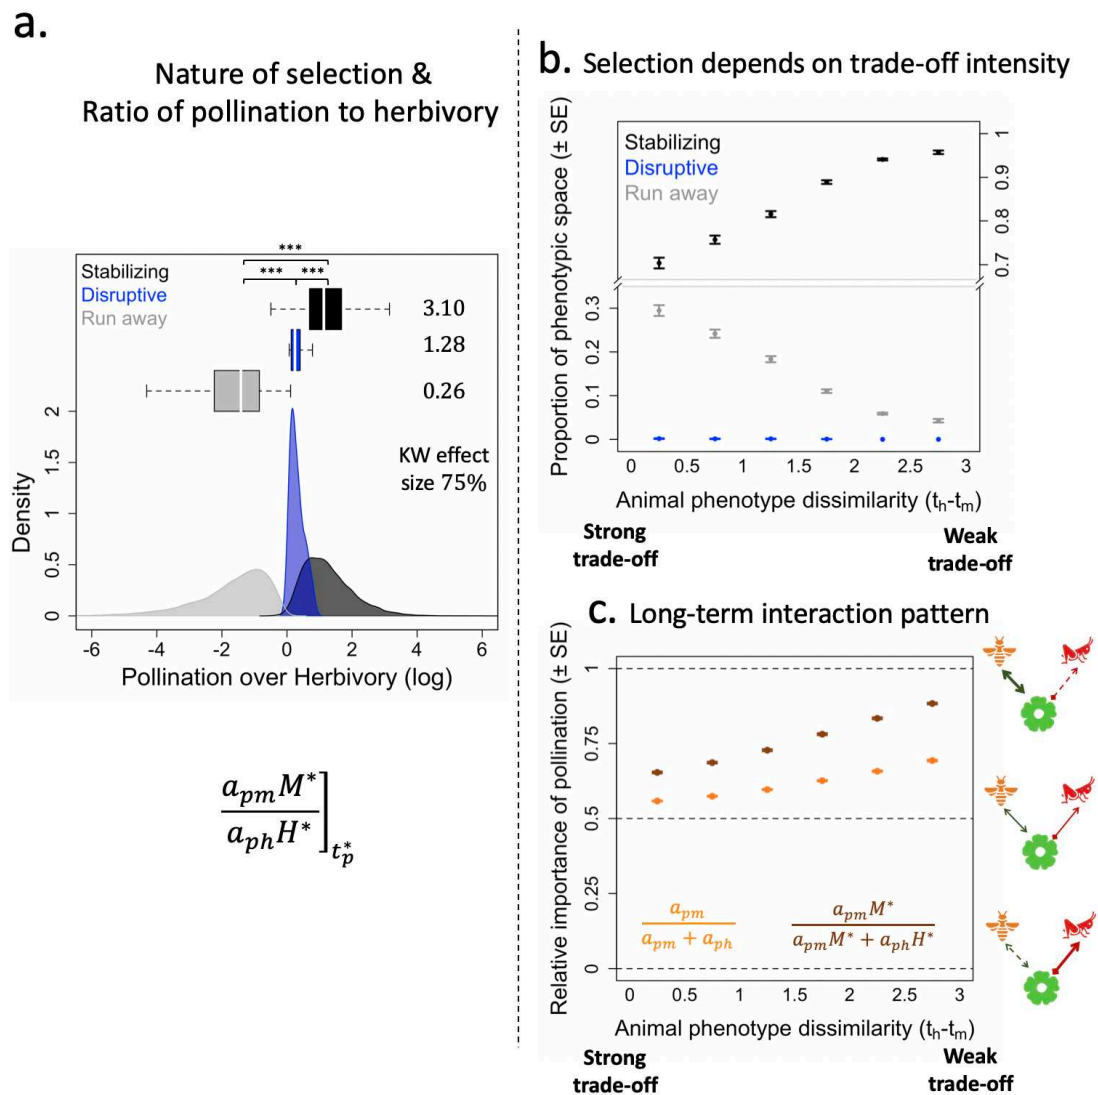 a.
Nature of selection &
Ratio of pollination to herbivory
Stabilizing
Disruptive
Run away
***
*** ***
3.10
1.28
0.26
KW effect
size 75%
Density
2
1.5
1
0.5
0
-6 -4 -2 0 2 4 6
Pollination over Herbivory (log)
a_pm M*
a_ph H*
t_p*
b. Selection depends on trade-off intensity
Proportion of phenotypic space (± SE)
Stabilizing
Disruptive
Run away
1
0.9
0.8
0.7
0.3
0.2
0.1
0
0 0.5 1 1.5 2 2.5 3
Animal phenotype dissimilarity (t_h-t_m)
Strong
trade-off
Weak
trade-off
c. Long-term interaction pattern
Relative importance of pollination (± SE)
1
0.75
0.5
0.25
0
a_pm
a_pm + a_ph
a_pm M*
a_pm M* + a_ph H*
0 0.5 1 1.5 2 2.5 3
Animal phenotype dissimilarity (t_h-t_m)
Strong
trade-off
Weak
trade-off